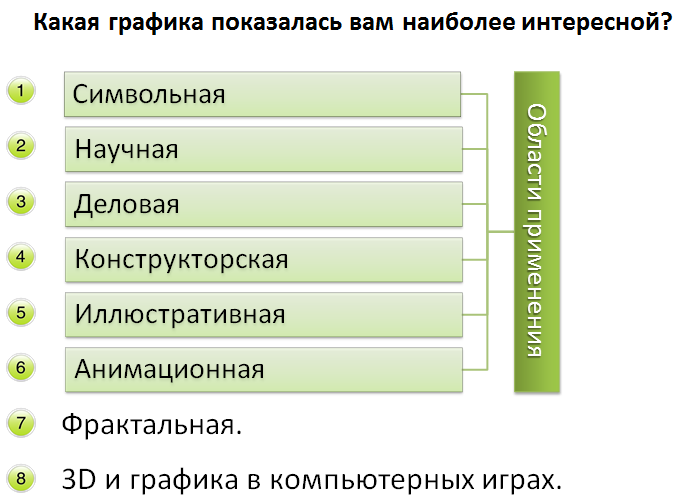 Какая графика показалась вам наиболее интересной?
1 Символьная
2 Научная
3 Деловая
4 Конструкторская
5 Иллюстративная
6 Анимационная
Области применения
7 Фрактальная.
8 3D и графика в компьютерных играх.